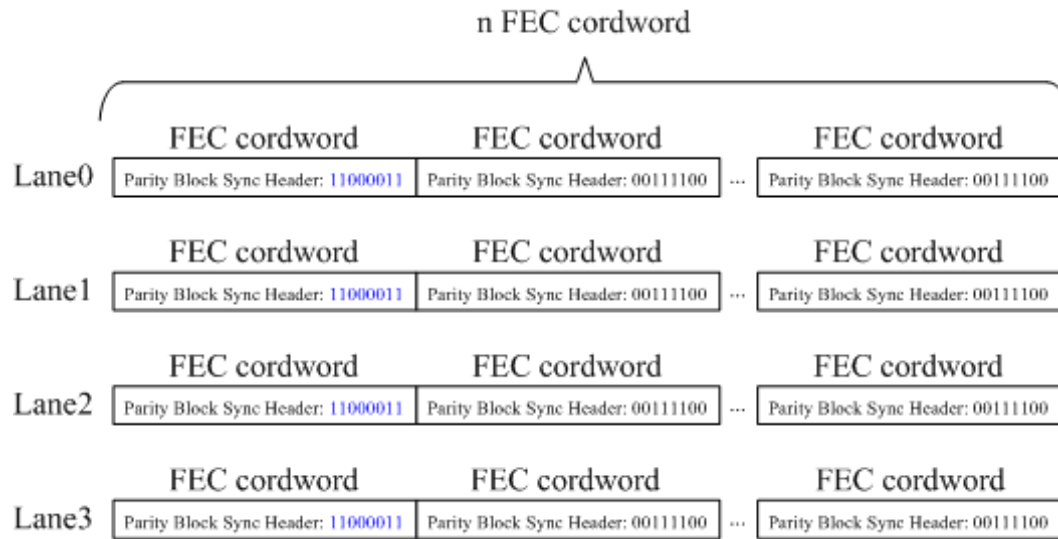 n FEC cordword
FEC cordword FEC cordword FEC cordword
Lane0 Parity Block Sync Header: 11000011 Parity Block Sync Header: 00111100 ... Parity Block Sync Header: 00111100
FEC cordword FEC cordword FEC cordword
Lane1 Parity Block Sync Header: 11000011 Parity Block Sync Header: 00111100 ... Parity Block Sync Header: 00111100
FEC cordword FEC cordword FEC cordword
Lane2 Parity Block Sync Header: 11000011 Parity Block Sync Header: 00111100 ... Parity Block Sync Header: 00111100
FEC cordword FEC cordword FEC cordword
Lane3 Parity Block Sync Header: 11000011 Parity Block Sync Header: 00111100 ... Parity Block Sync Header: 00111100